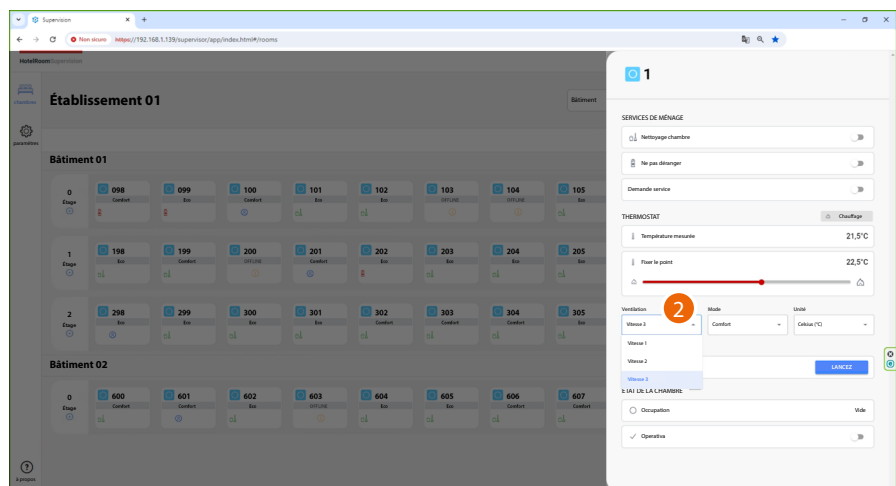 Supervision
Non sicuro https://192.168.1.139/supervisor/app/index.html#/rooms
HotelRoomSupervision
Chambres
paramètres
Établissement 01
Bâtiment
Bâtiment 01
0 Étage
098 Comfort
099 Eco
100 Comfort
101 Eco
102 Eco
103 OFFLINE
104 OFFLINE
105 Eco
1 Étage
198 Eco
199 Comfort
200 OFFLINE
201 Comfort
202 Eco
203 Eco
204 Eco
205 Eco
2 Étage
298 Eco
299 Eco
300 Eco
301 Eco
302 Comfort
303 Comfort
304 Comfort
305 Eco
Bâtiment 02
0 Étage
600 Comfort
601 Comfort
602 Eco
603 OFFLINE
604 Eco
605 Eco
606 Comfort
607 Comfort
à propos
1
SERVICES DE MÉNAGE
Nettoyage chambre
Ne pas déranger
Demande service
THERMOSTAT
Chauffage
Température mesurée 21,5°C
Fixer le point 22,5°C
2
Ventilation Mode Unité
Vitesse 3 Comfort Celsius (°C)
Vitesse 1
Vitesse 2
Vitesse 3
LANCEZ
ÉTAT DE LA CHAMBRE
Occupation Vide
Operativa